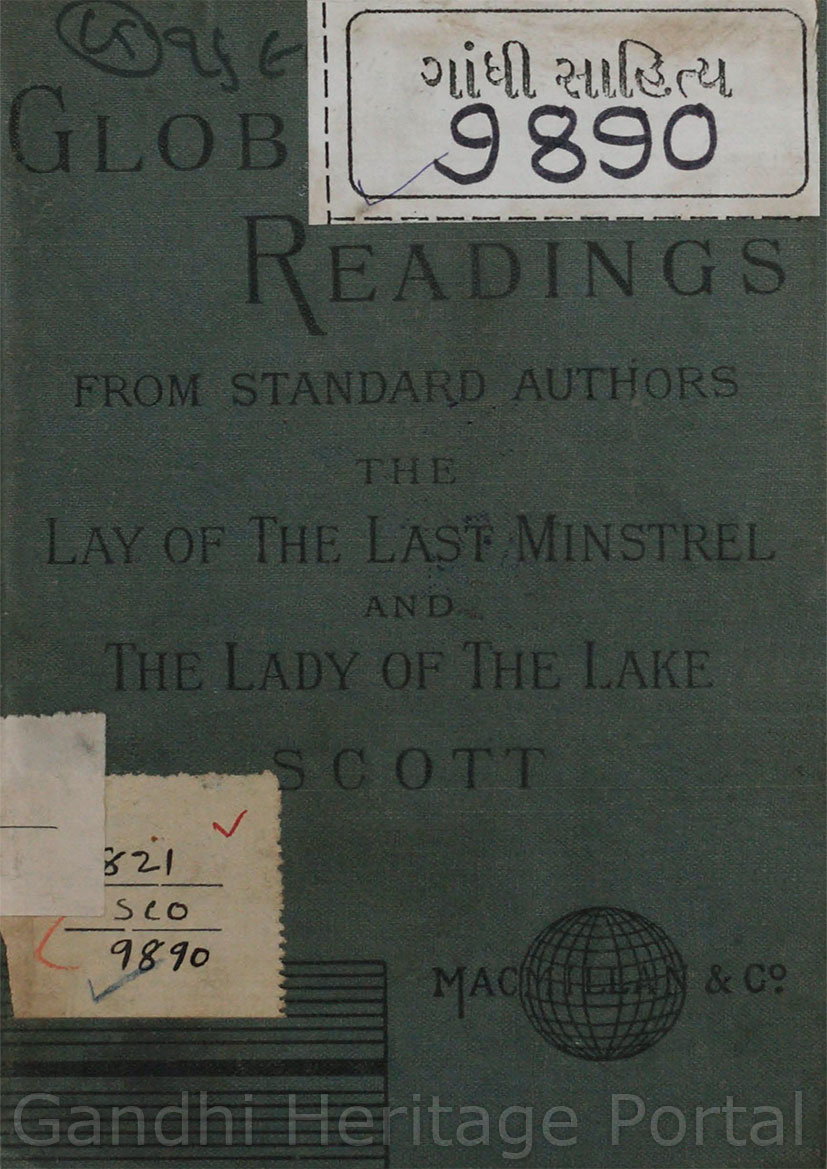 ગાંધી સાહિત્ય
9890
GLOB
READINGS
FROM STANDARD AUTHORS
THE
LAY OF THE LAST MINSTREL
AND
THE LADY OF THE LAKE
SCOTT
821
SCO
9890
MACMILLAN & Co.
Gandhi Heritage Portal